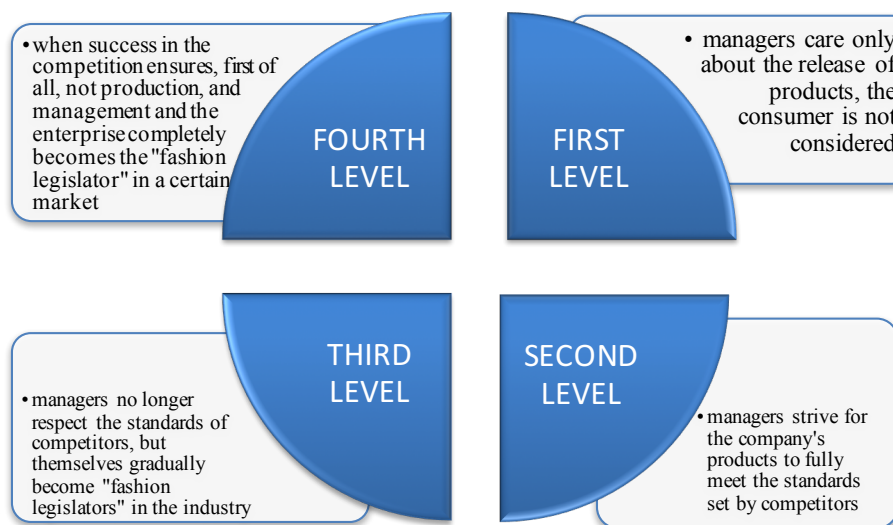 •when success in the
competition ensures, first of
all, not production, and
management and the
enterprise completely
becomes the "fashion
legislator" in a certain
market
FOURTH
LEVEL
FIRST
LEVEL
• managers care only
about the release of
products, the
consumer is not
considered
•managers no longer
respect the standards of
competitors, but
themselves gradually
become "fashion
legislators" in the industry
THIRD
LEVEL
SECOND
LEVEL
•managers strive for
the company's
products to fully
meet the standards
set by competitors